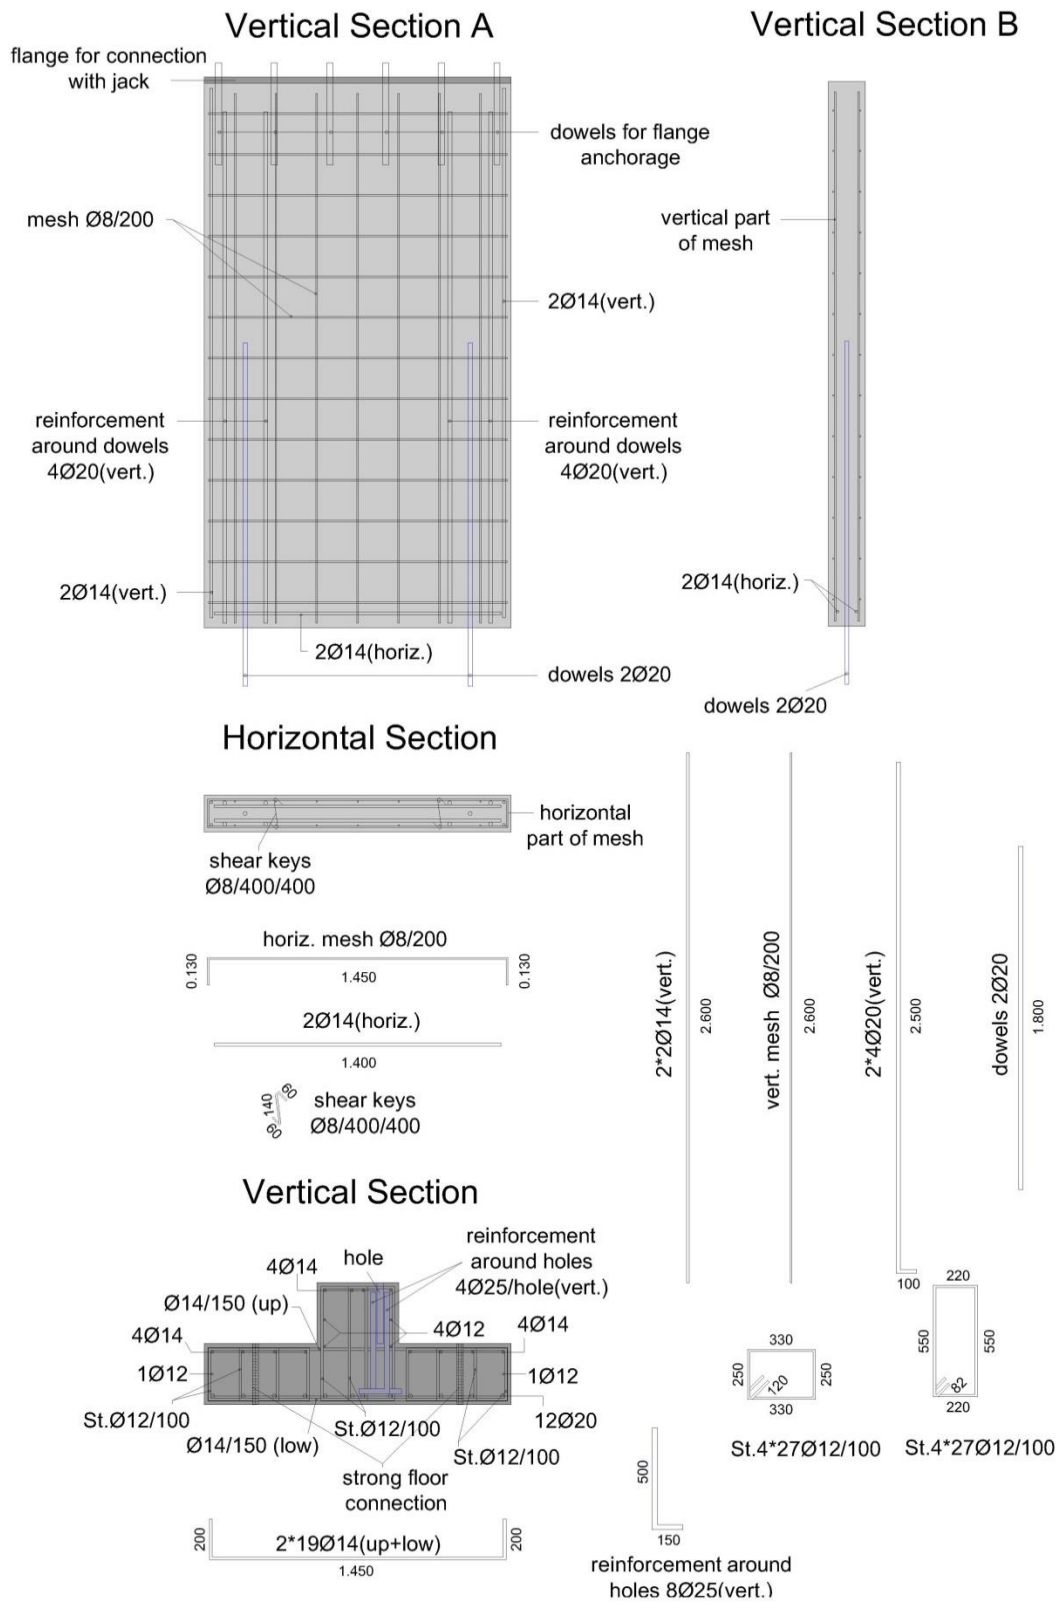 Vertical Section A
Vertical Section B
flange for connection
with jack
dowels for flange
anchorage
mesh Ø8/200
vertical part
of mesh
2Ø14(vert.)
reinforcement
around dowels
4Ø20(vert.)
reinforcement
around dowels
4Ø20(vert.)
2Ø14(vert.)
2Ø14(horiz.)
2Ø14(horiz.)
dowels 2Ø20
dowels 2Ø20
Horizontal Section
horizontal
part of mesh
shear keys
Ø8/400/400
horiz. mesh Ø8/200
0.130
1.450
0.130
2Ø14(horiz.)
1.400
60
140
60
shear keys
Ø8/400/400
2*2Ø14(vert.)
2.600
vert. mesh Ø8/200
2.600
2*4Ø20(vert.)
2.500
100
dowels 2Ø20
1.800
Vertical Section
reinforcement
around holes
4Ø25/hole(vert.)
hole
4Ø14
Ø14/150 (up)
4Ø14
4Ø12
4Ø14
1Ø12
1Ø12
St.Ø12/100
St.Ø12/100
12Ø20
Ø14/150 (low)
St.Ø12/100
strong floor
connection
200
2*19Ø14(up+low)
200
1.450
330
250
120
250
330
St.4*27Ø12/100
220
550
550
82
220
St.4*27Ø12/100
500
150
reinforcement around
holes 8Ø25(vert.)